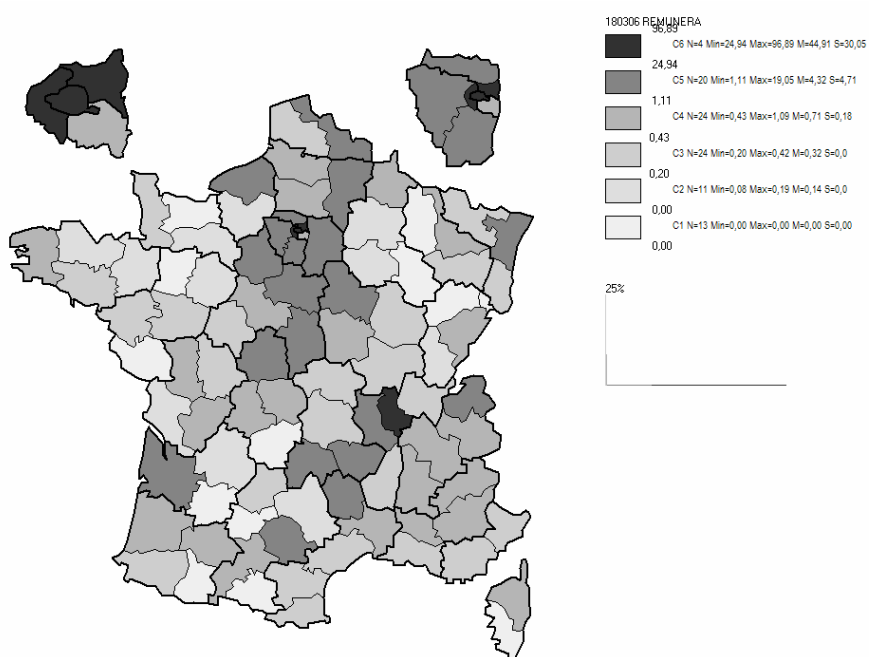 180306 REMUNERA
96,89
C6 N=4 Min=24,94 Max=96,89 M=44,91 S=30,05
24,94
C5 N=20 Min=1,11 Max=19,05 M=4,32 S=4,71
1,11
C4 N=24 Min=0,43 Max=1,09 M=0,71 S=0,18
0,43
C3 N=24 Min=0,20 Max=0,42 M=0,32 S=0,0
0,20
C2 N=11 Min=0,08 Max=0,19 M=0,14 S=0,0
0,00
C1 N=13 Min=0,00 Max=0,00 M=0,00 S=0,00
0,00
25%